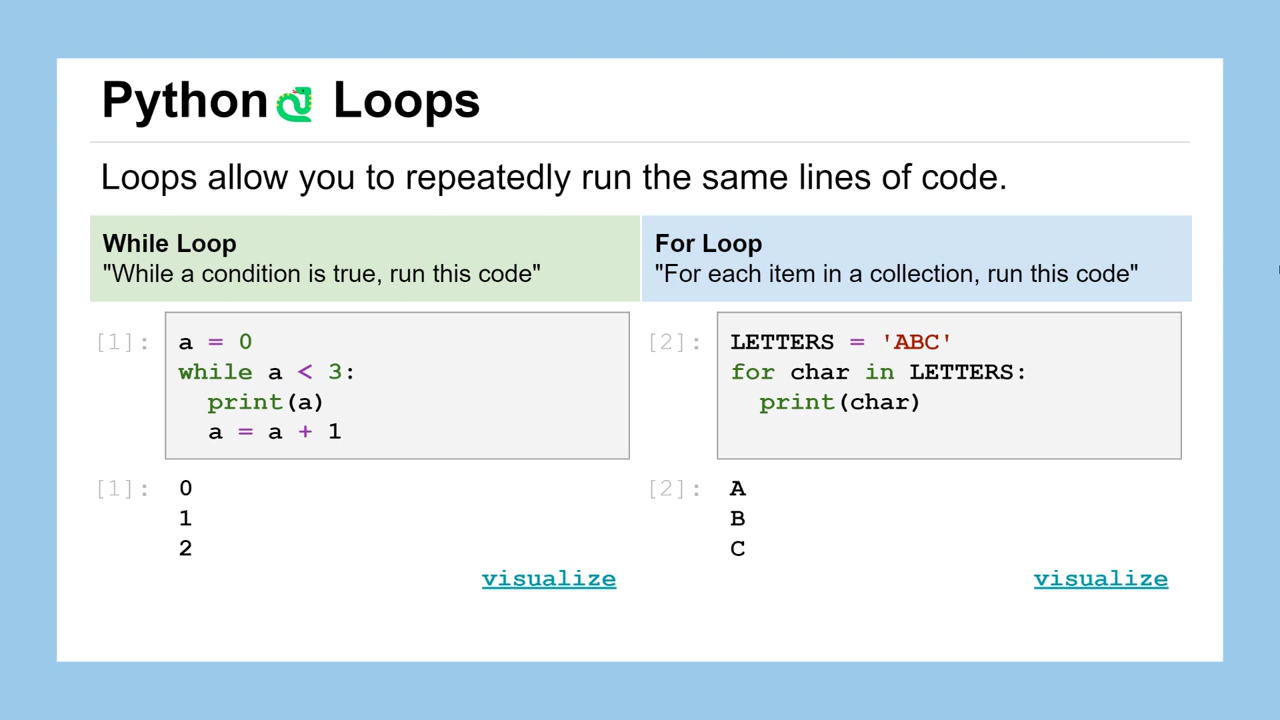 Python Loops
Loops allow you to repeatedly run the same lines of code.
While Loop
"While a condition is true, run this code"
[1]:
a = 0
while a < 3:
  print(a)
  a = a + 1
[1]:
0
1
2
visualize
For Loop
"For each item in a collection, run this code"
[2]:
LETTERS = 'ABC'
for char in LETTERS:
  print(char)
[2]:
A
B
C
visualize